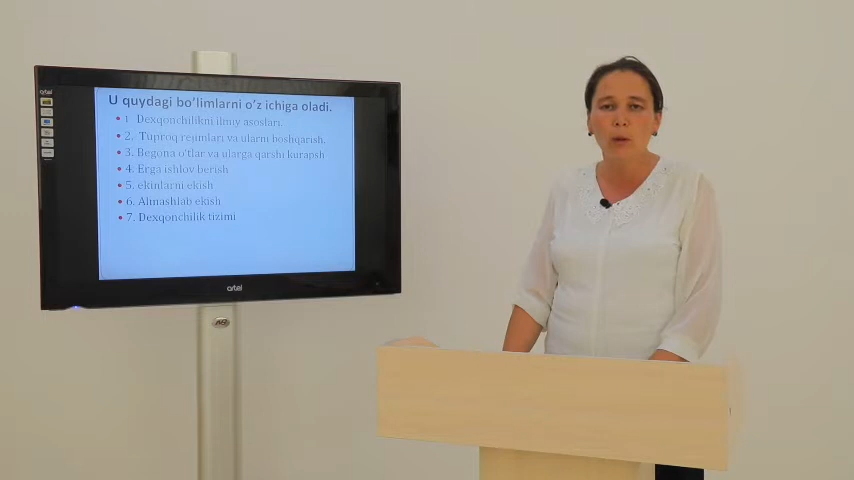 U quydagi bo'limlarni o'z ichiga oladi.
1 Dexqonchilikni ilmiy asoslari.
2. Tuproq rejimlari va ularni boshqarish.
3. Begona o'tlar va ularga qarshi kurapsh
4. Erga ishlov berish
5. ekinlarni ekish
6. Almashlab ekish
7. Dexqonchilik tizimi
artel